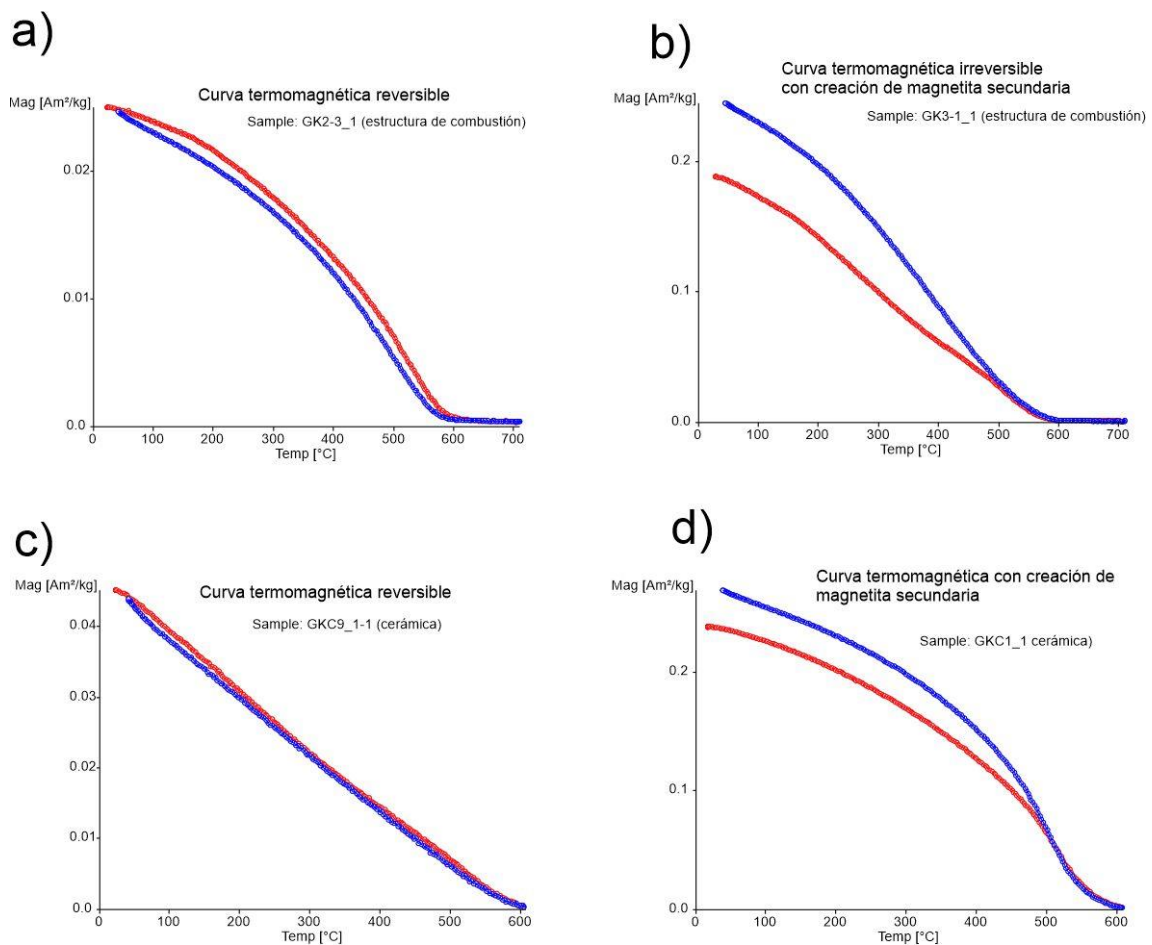 a)
Curva termomagnética reversible
Sample: GK2-3_1 (estructura de combustión)
Mag [Am²/kg]
0.02
0.01
0.0
0 100 200 300 400 500 600 700
Temp [°C]
b)
Curva termomagnética irreversible
con creación de magnetita secundaria
Mag [Am²/kg]
Sample: GK3-1_1 (estructura de combustión)
0.2
0.1
0.0
0 100 200 300 400 500 600 700
Temp [°C]
c)
Mag [Am²/kg]
Curva termomagnética reversible
Sample: GKC9_1-1 (cerámica)
0.04
0.03
0.02
0.01
0.0
0 100 200 300 400 500 600
Temp [°C]
d)
Mag [Am²/kg]
Curva termomagnética con creación de
magnetita secundaria
Sample: GKC1_1 cerámica)
0.2
0.1
0.0
0 100 200 300 400 500 600
Temp [°C]